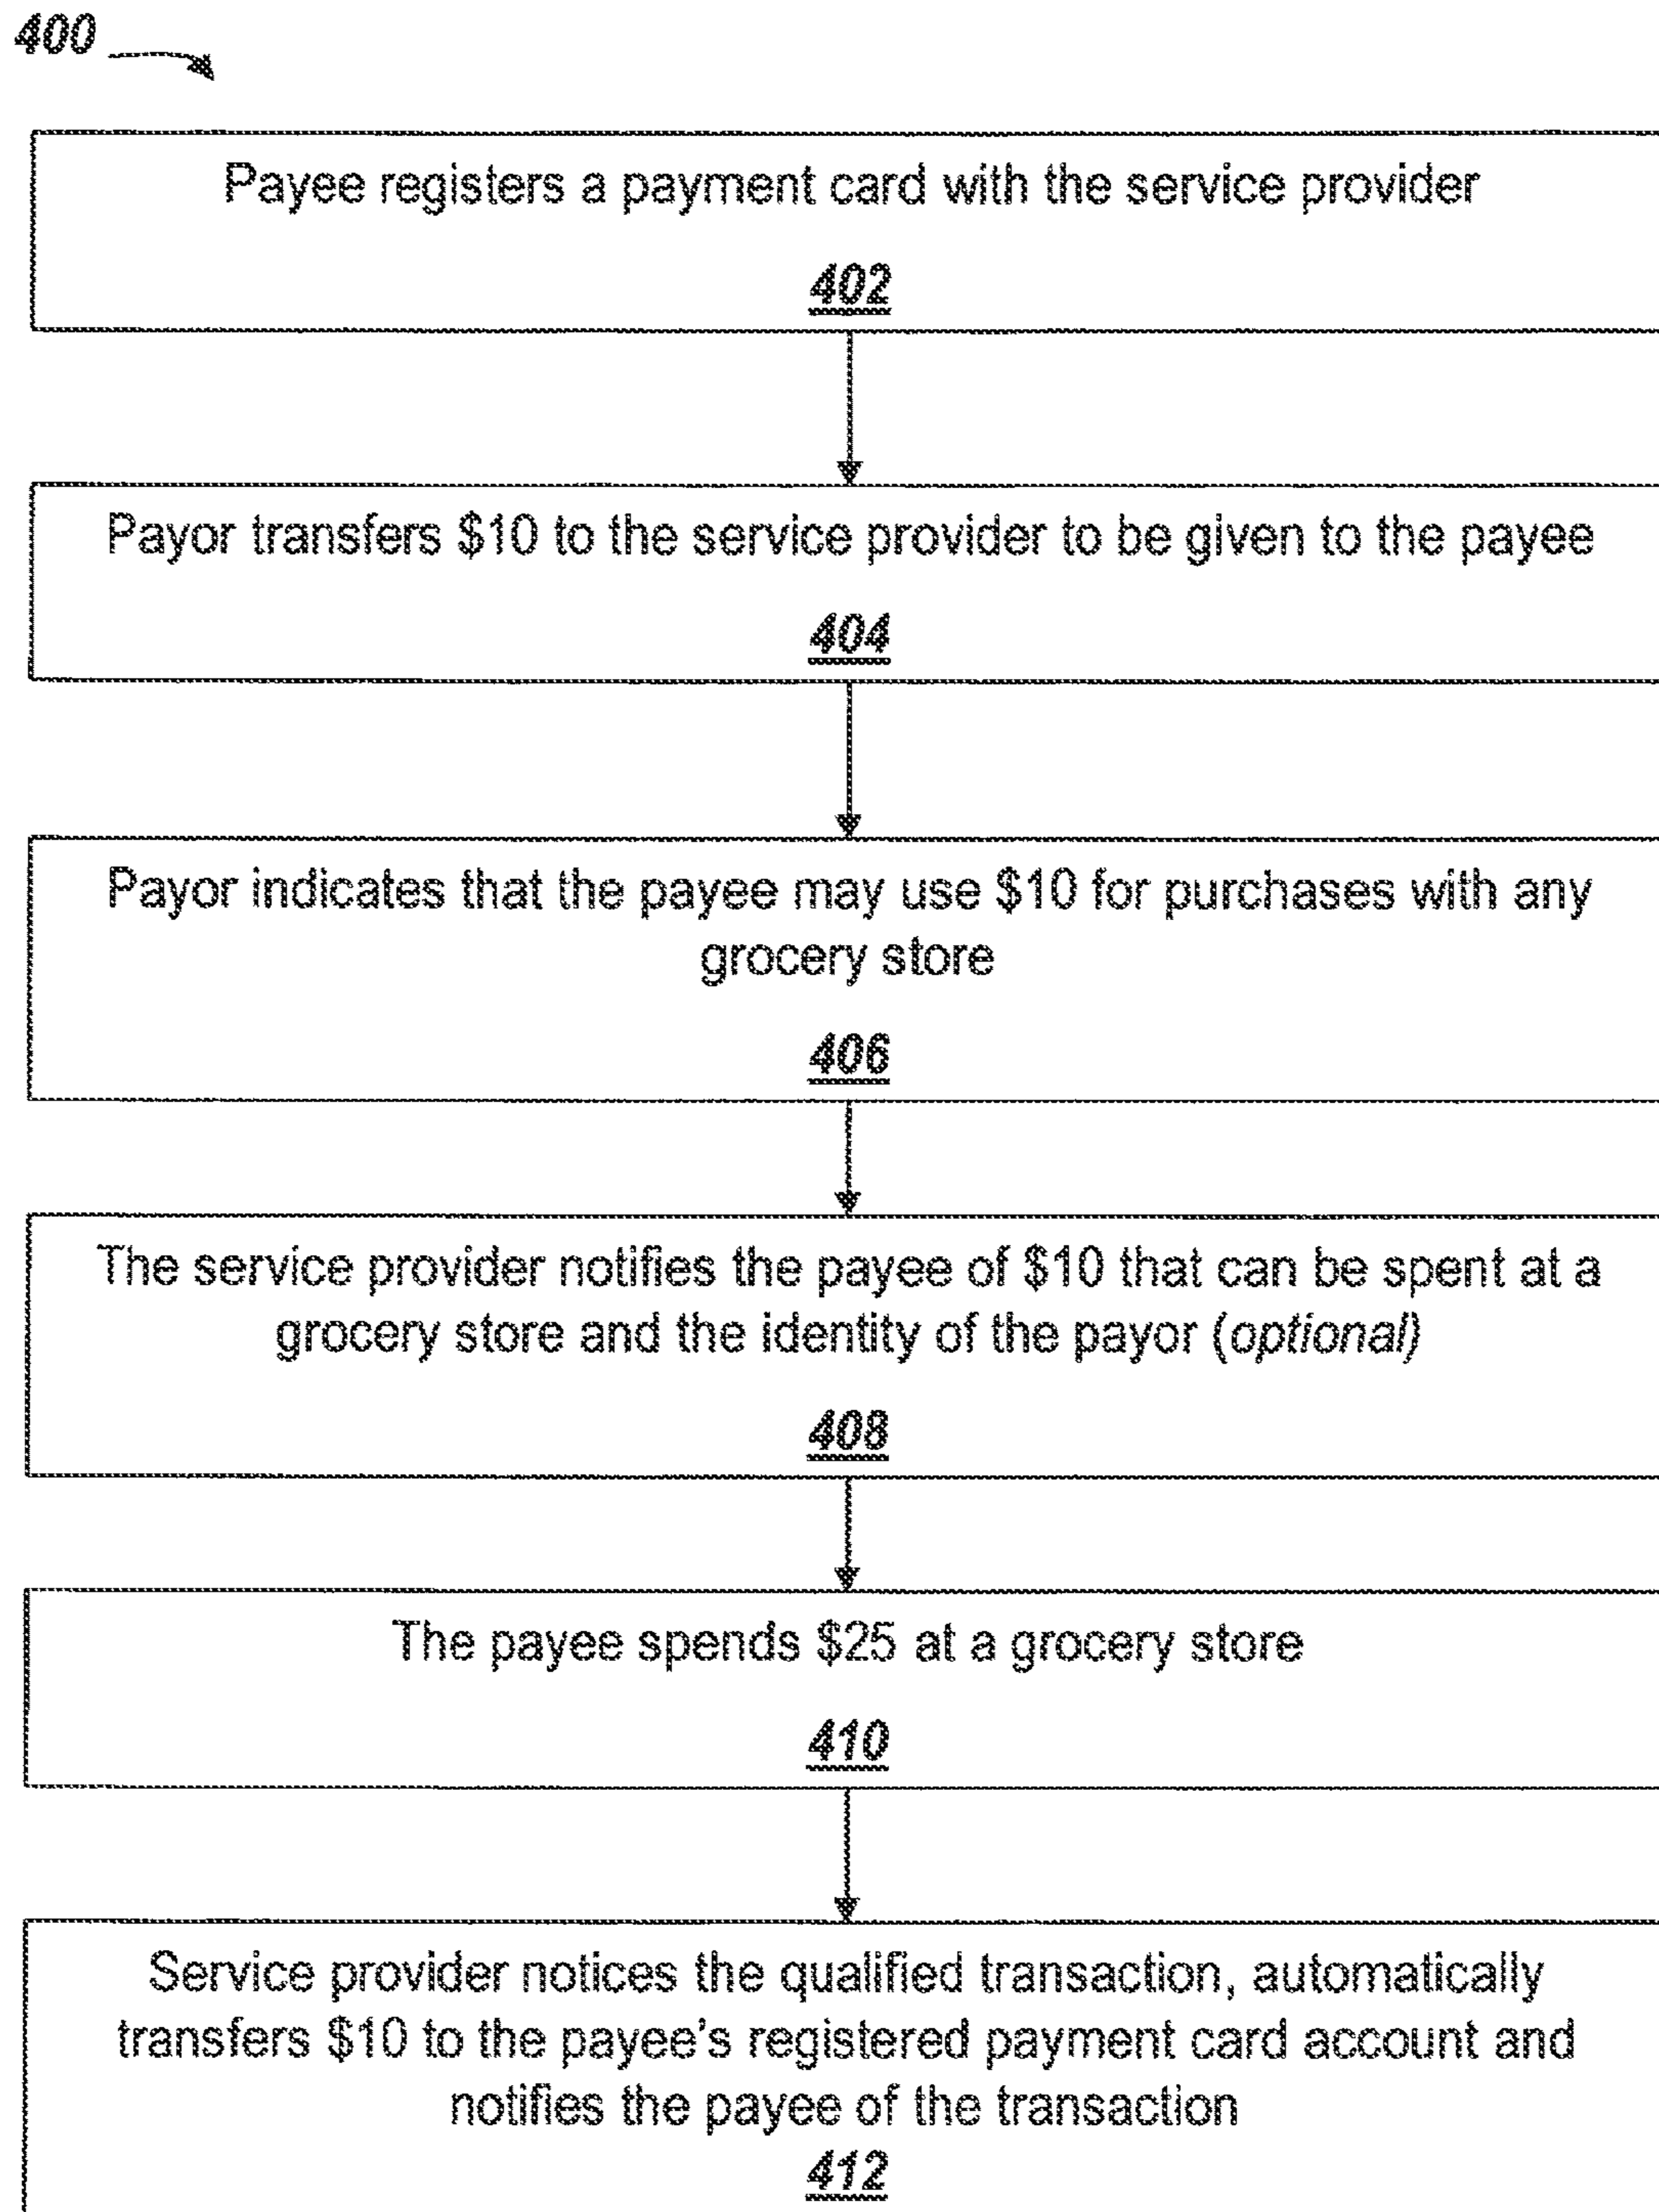 400
Payee registers a payment card with the service provider
402
Payor transfers $10 to the service provider to be given to the payee
404
Payor indicates that the payee may use $10 for purchases with any
grocery store
406
The service provider notifies the payee of $10 that can be spent at a
grocery store and the identity of the payor (optional)
408
The payee spends $25 at a grocery store
410
Service provider notices the qualified transaction, automatically
transfers $10 to the payee's registered payment card account and
notifies the payee of the transaction
412